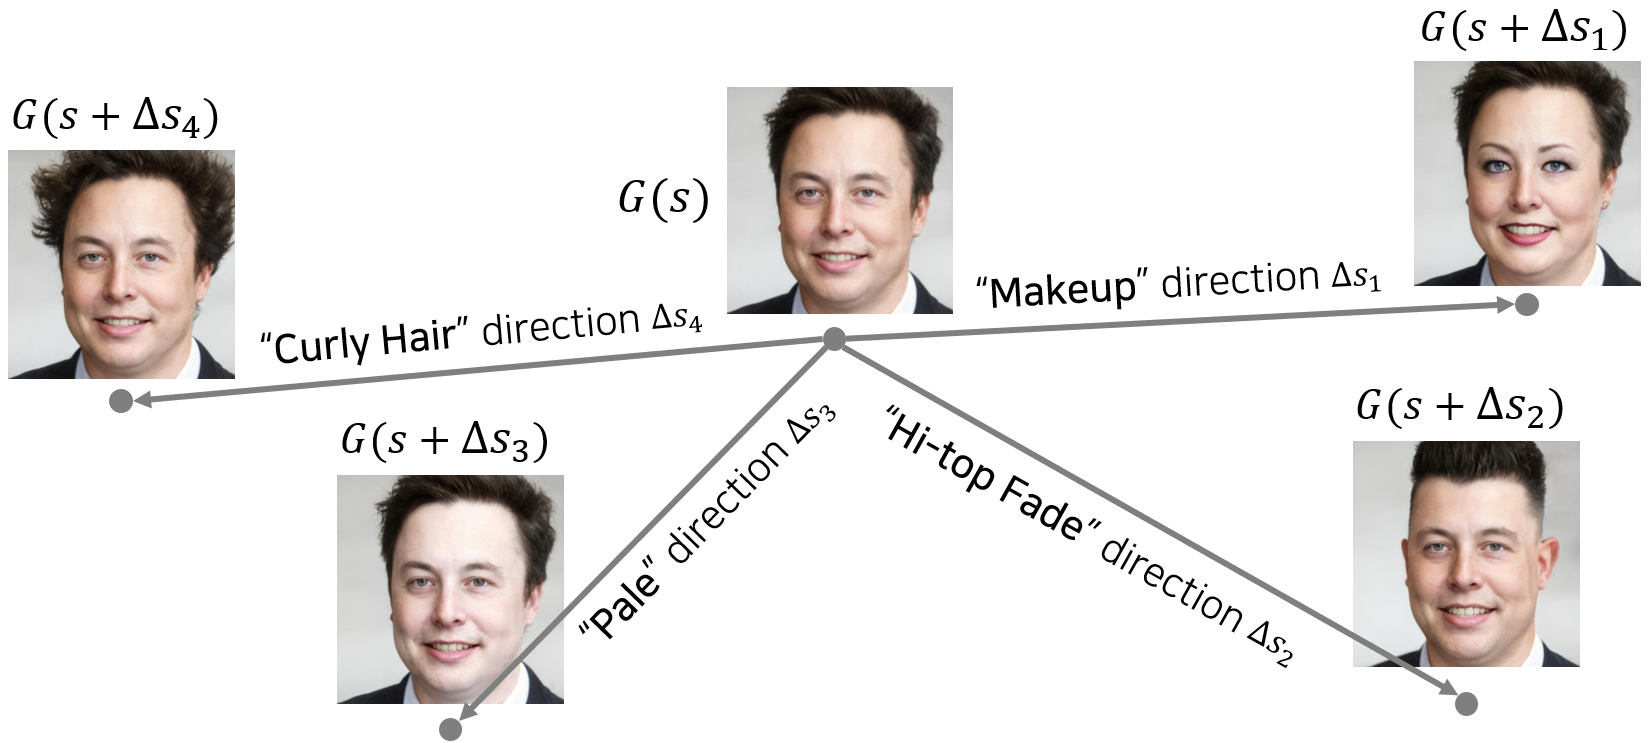 G(s + Δs₁)
G(s + Δs₄)
G(s)
"Makeup" direction Δs₁
"Curly Hair" direction Δs₄
G(s + Δs₂)
G(s + Δs₃)
"Pale" direction Δs₃
"Hi-top Fade" direction Δs₂